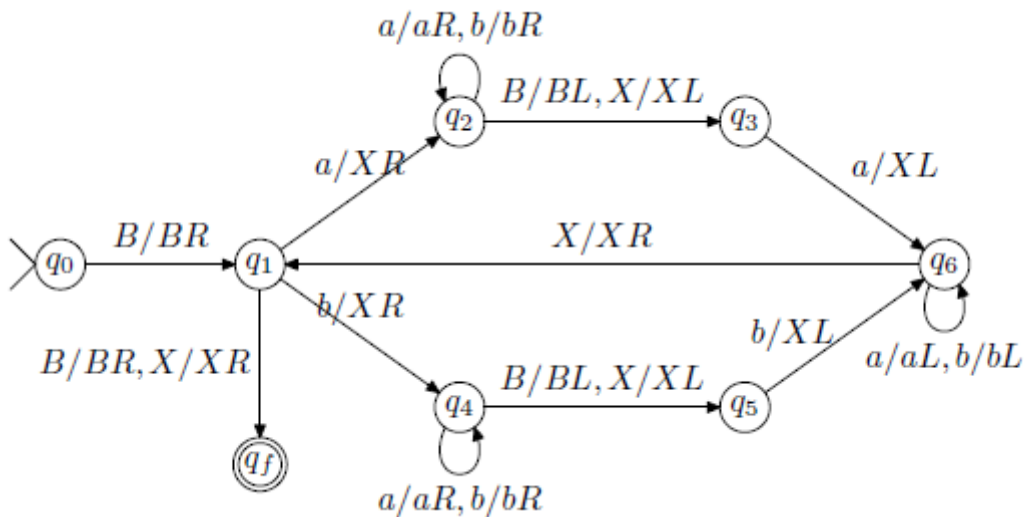 a/aR, b/bR
B/BL, X/XL
q₂
q₃
a/XR
a/XL
B/BR
X/XR
q₀
q₁
q₆
b/XR
b/XL
B/BR, X/XR
B/BL, X/XL
a/aL, b/bL
q₄
q₅
q_f
a/aR, b/bR